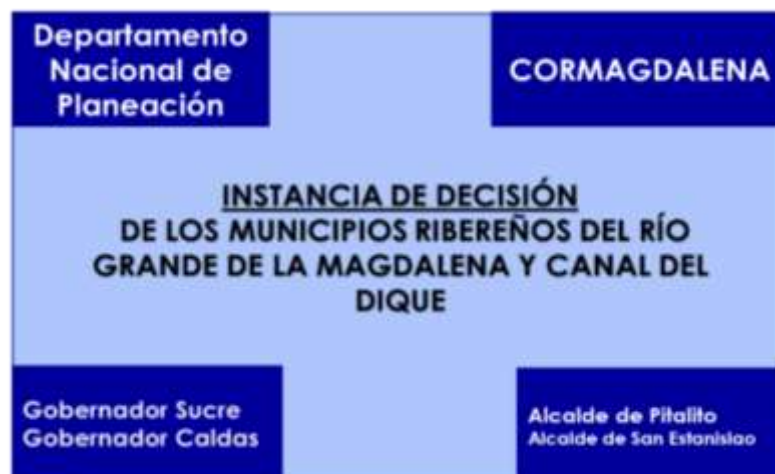 Departamento
Nacional de
Planeación
CORMAGDALENA
INSTANCIA DE DECISIÓN
DE LOS MUNICIPIOS RIBEREÑOS DEL RÍO
GRANDE DE LA MAGDALENA Y CANAL DEL
DIQUE
Gobernador Sucre
Gobernador Caldas
Alcalde de Pitalito
Alcalde de San Estanislao